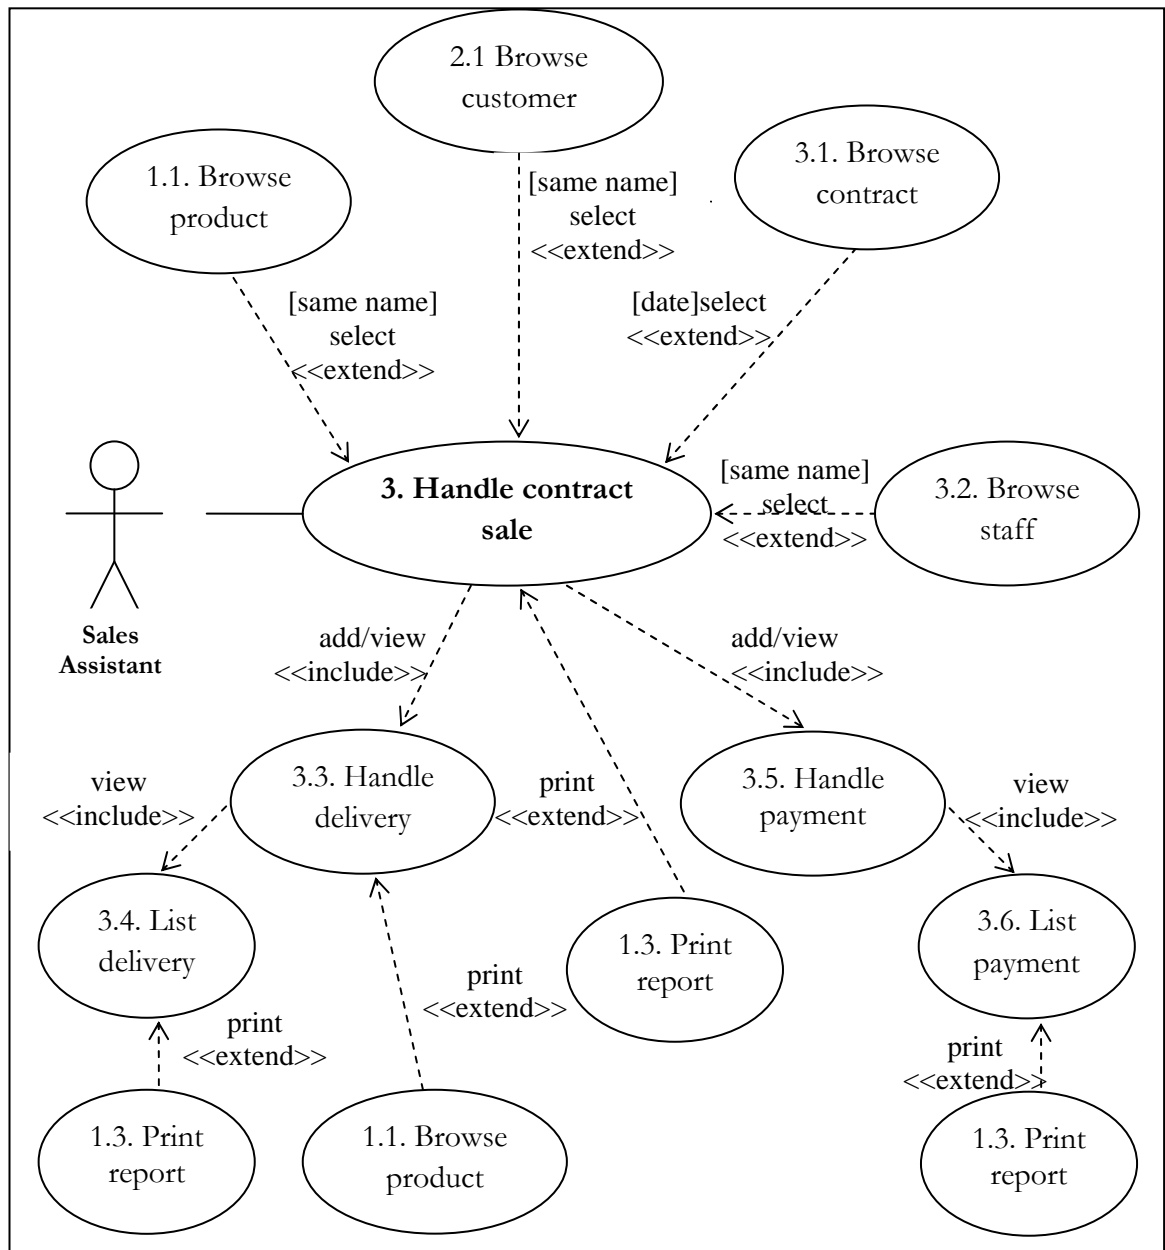 2.1 Browse
customer
1.1. Browse
product
3.1. Browse
contract
[same name]
select
<<extend>>
[same name]
select
<<extend>>
[date]select
<<extend>>
3. Handle contract
sale
[same name]
select
<<extend>>
3.2. Browse
staff
Sales
Assistant
add/view
<<include>>
add/view
<<include>>
view
<<include>>
3.3. Handle
delivery
print
<<extend>>
3.5. Handle
payment
view
<<include>>
3.4. List
delivery
print
<<extend>>
1.3. Print
report
3.6. List
payment
print
<<extend>>
print
<<extend>>
1.3. Print
report
1.1. Browse
product
1.3. Print
report